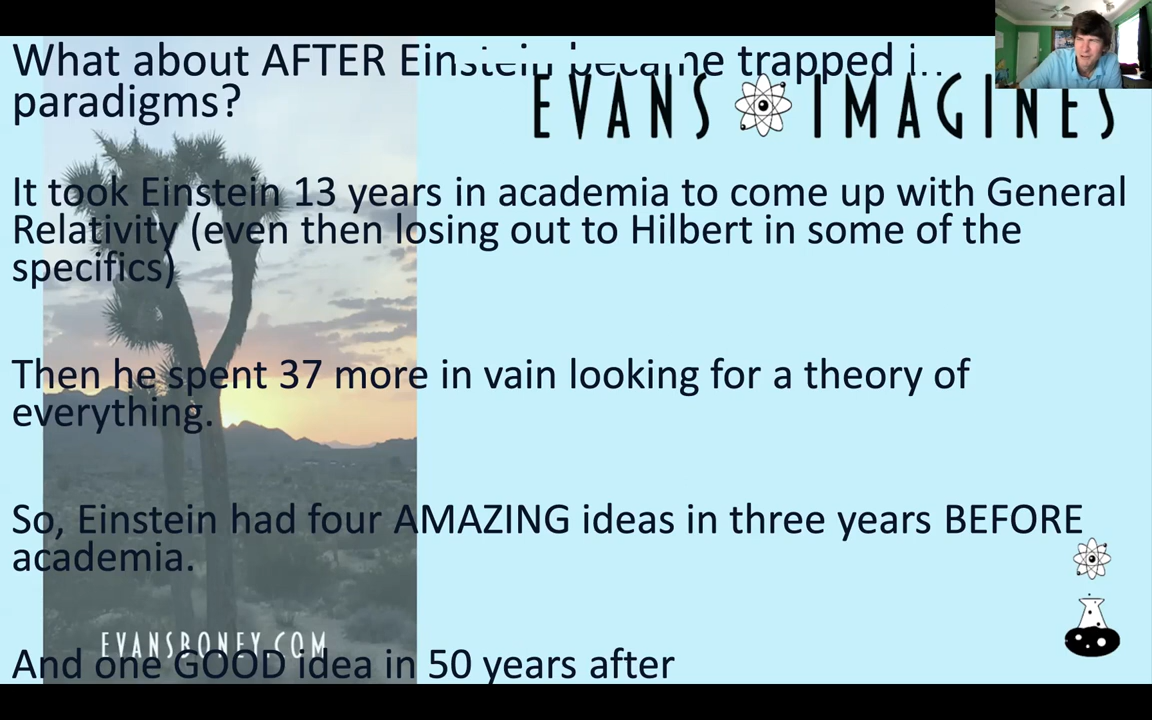 What about AFTER Einstein became trapped i..
paradigms?
EVANS IMAGINES
It took Einstein 13 years in academia to come up with General
Relativity (even then losing out to Hilbert in some of the
specifics)
Then he spent 37 more in vain looking for a theory of
everything.
So, Einstein had four AMAZING ideas in three years BEFORE
academia.
EVANSBONEY.COM
And one GOOD idea in 50 years after